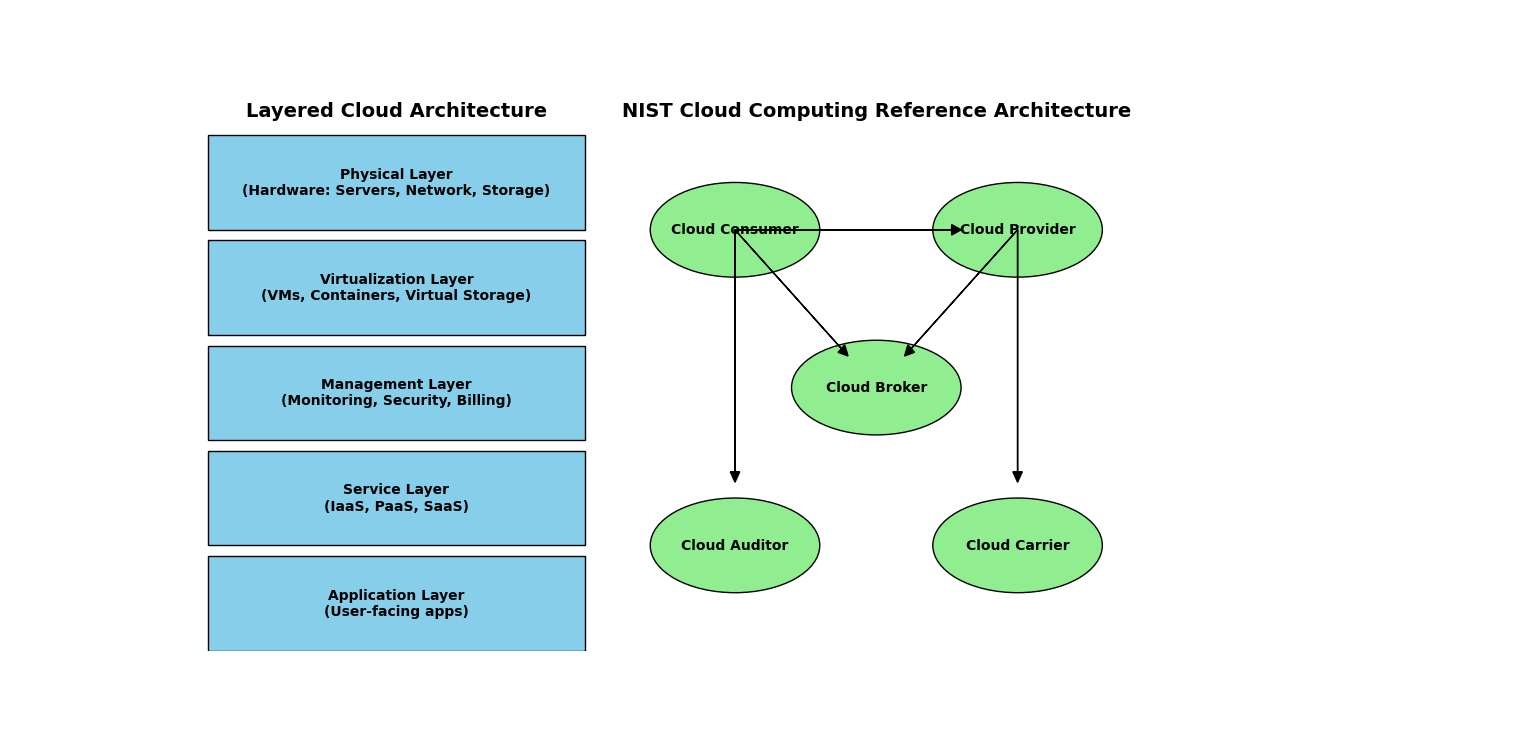 Layered Cloud Architecture
Physical Layer
(Hardware: Servers, Network, Storage)
Virtualization Layer
(VMs, Containers, Virtual Storage)
Management Layer
(Monitoring, Security, Billing)
Service Layer
(IaaS, PaaS, SaaS)
Application Layer
(User-facing apps)
NIST Cloud Computing Reference Architecture
Cloud Consumer
Cloud Provider
Cloud Broker
Cloud Auditor
Cloud Carrier